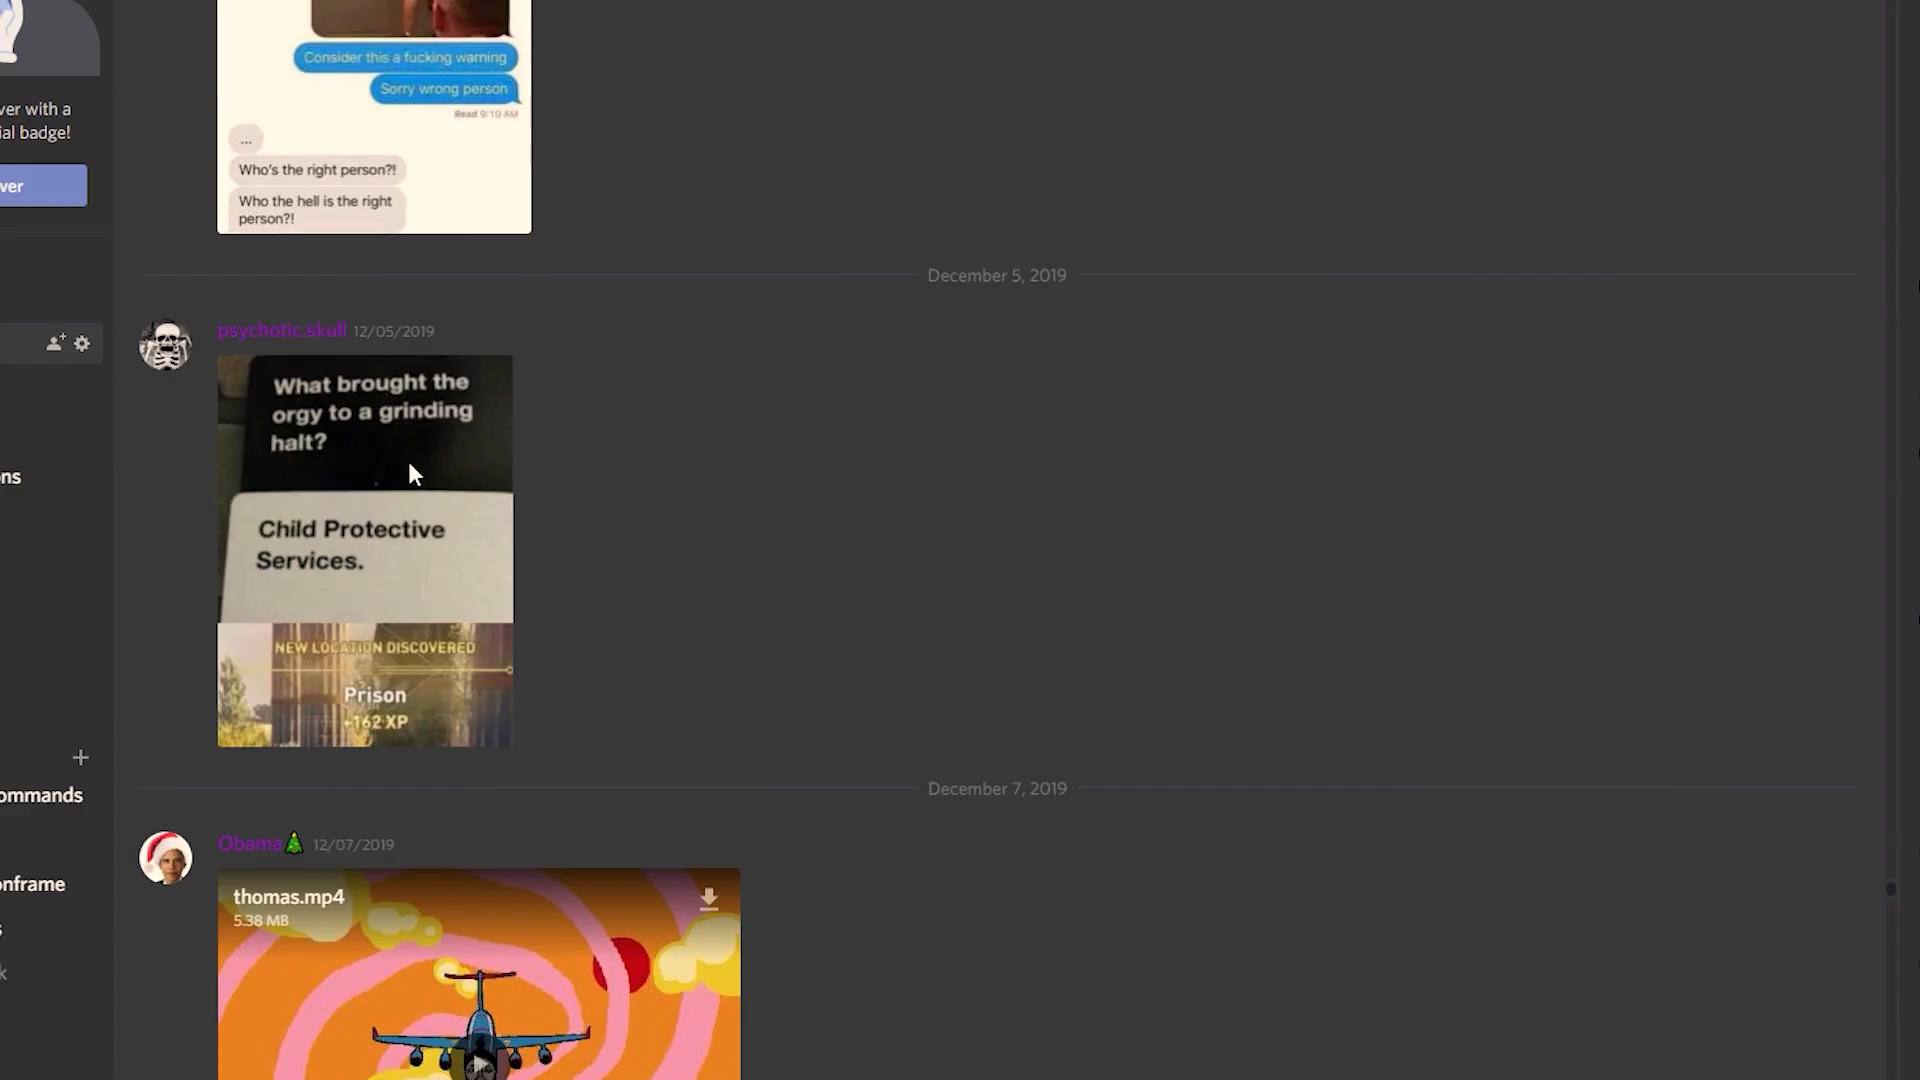 Consider this a fucking warning
Sorry wrong person
Read 9:10 AM
...
Who's the right person?!
Who the hell is the right
person?!
ver with a
ial badge!
ver
ons
ommands
onframe
s
k
December 5, 2019
psychotic.skull 12/05/2019
What brought the
orgy to a grinding
halt?
Child Protective
Services.
NEW LOCATION DISCOVERED
Prison
+162 XP
December 7, 2019
Obama 12/07/2019
thomas.mp4
5.38 MB